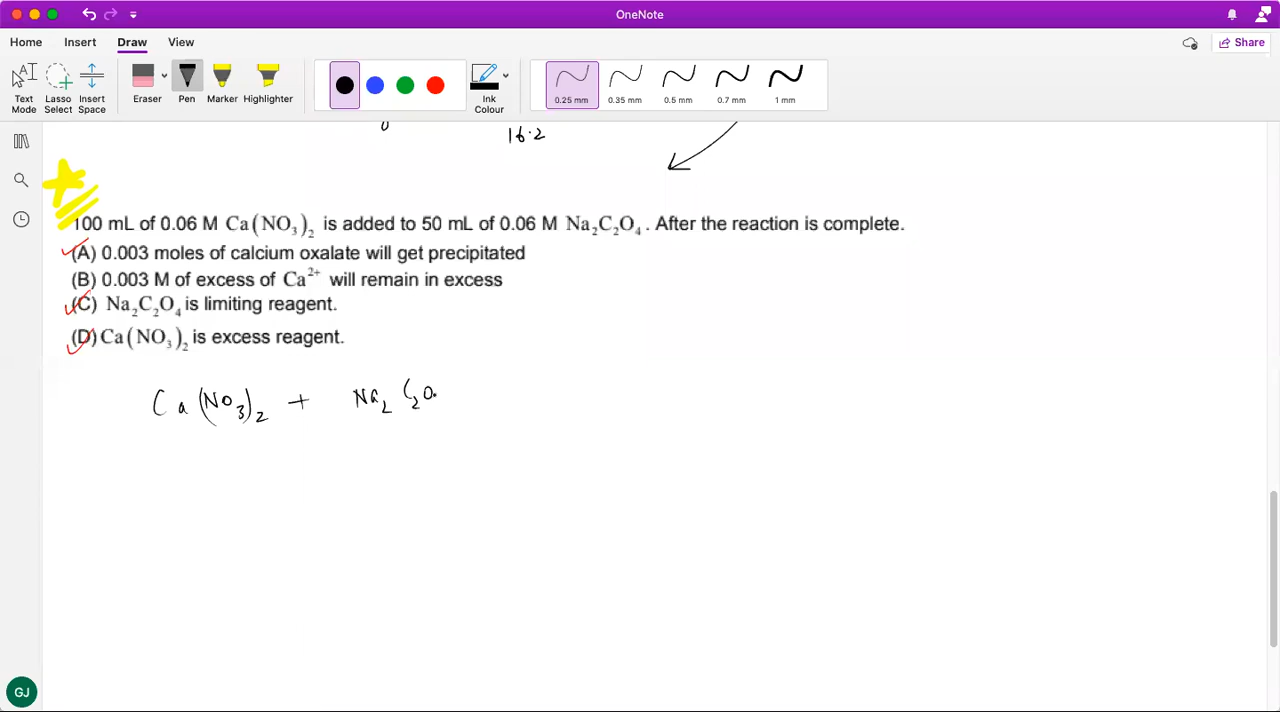 OneNote
Home Insert Draw View
Share
Text Mode
Lasso Select
Insert Space
Eraser
Pen
Marker
Highlighter
Ink Colour
0.25 mm
0.35 mm
0.5 mm
0.7 mm
1 mm
16.2
100 mL of 0.06 M Ca(NO₃)₂ is added to 50 mL of 0.06 M Na₂C₂O₄. After the reaction is complete.
(A) 0.003 moles of calcium oxalate will get precipitated
(B) 0.003 M of excess of Ca²⁺ will remain in excess
(C) Na₂C₂O₄ is limiting reagent.
(D) Ca(NO₃)₂ is excess reagent.
Ca(NO₃)₂ + Na₂C₂O
GJ